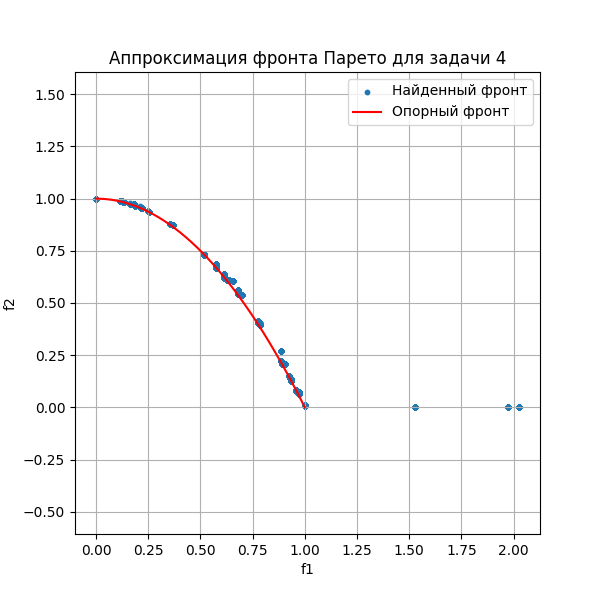 Аппроксимация фронта Парето для задачи 4
Найденный фронт
Опорный фронт
1.50
1.25
1.00
0.75
0.50
0.25
0.00
−0.25
−0.50
f2
0.00 0.25 0.50 0.75 1.00 1.25 1.50 1.75 2.00
f1